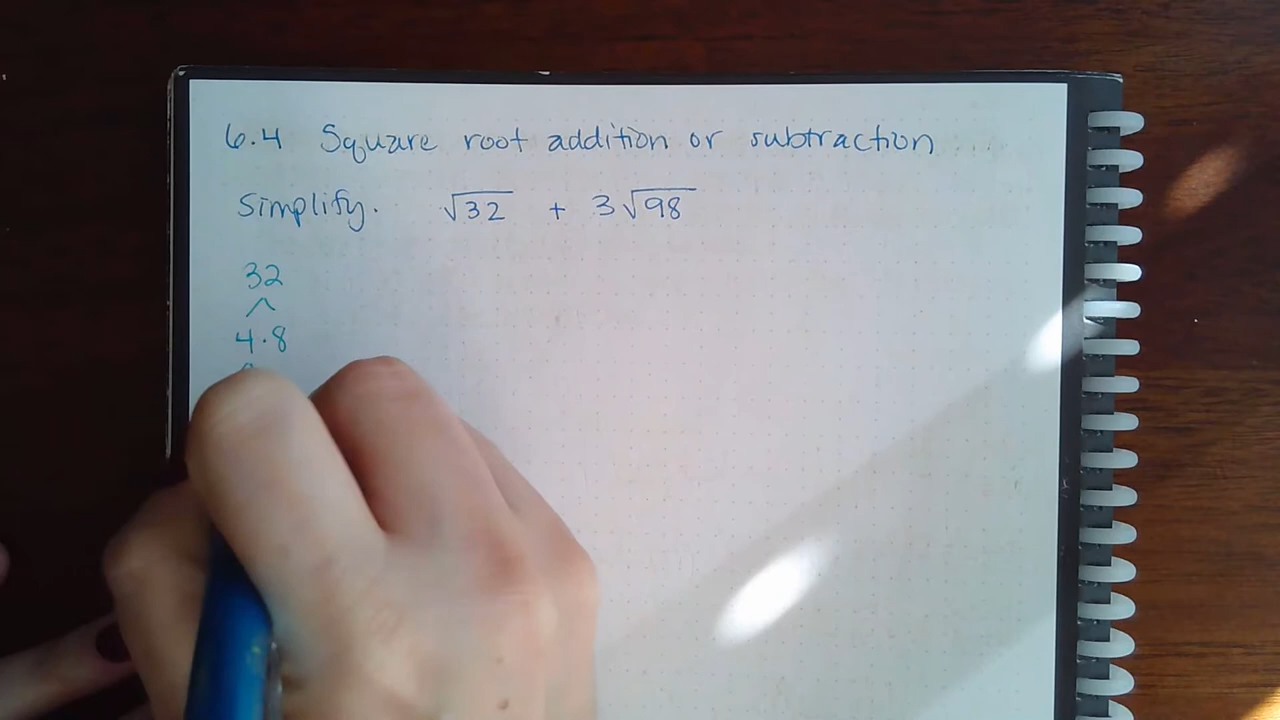 6.4 Square root addition or subtraction
Simplify. √32 + 3√98
32
4·8